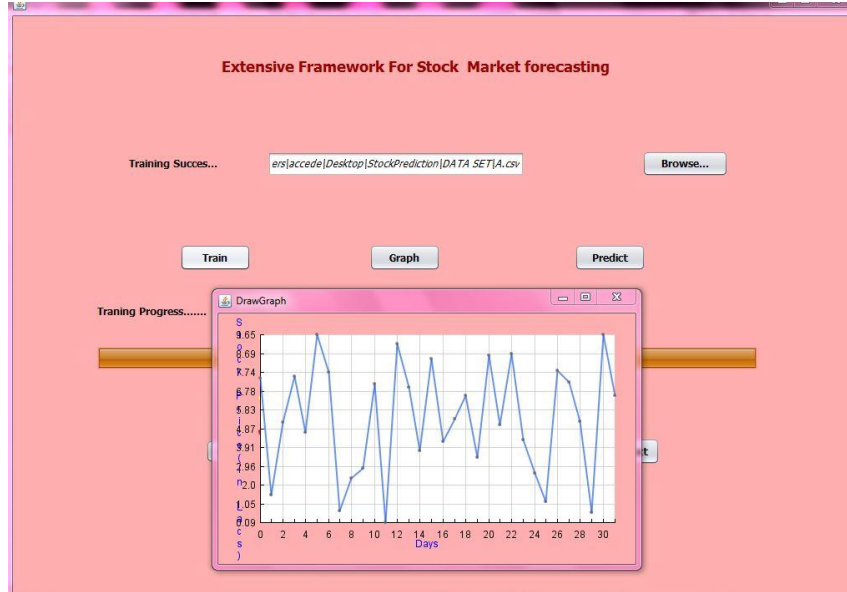 Extensive Framework For Stock Market forecasting
Training Succes... ers\accede\Desktop\StockPrediction\DATA SET\A.csv Browse...
Train Graph Predict
Traning Progress.......
DrawGraph
9.65
8.69
7.74
6.78
5.83
4.87
3.91
2.96
2.0
1.05
0.09
0 2 4 6 8 10 12 14 16 18 20 22 24 26 28 30
Days